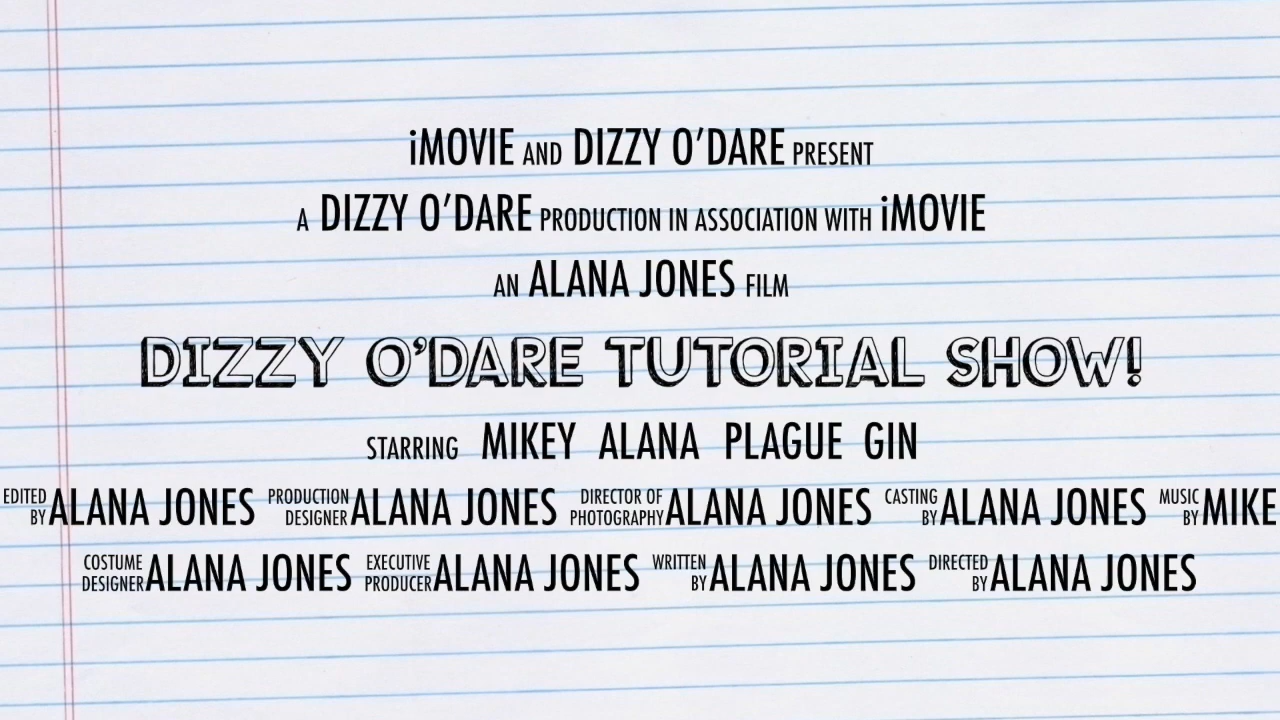 iMOVIE AND DIZZY O'DARE PRESENT
A DIZZY O'DARE PRODUCTION IN ASSOCIATION WITH iMOVIE
AN ALANA JONES FILM
DIZZY O'DARE TUTORIAL SHOW!
STARRING MIKEY ALANA PLAGUE GIN
EDITED BY ALANA JONES PRODUCTION DESIGNER ALANA JONES DIRECTOR OF PHOTOGRAPHY ALANA JONES CASTING BY ALANA JONES MUSIC BY MIKE
COSTUME DESIGNER ALANA JONES EXECUTIVE PRODUCER ALANA JONES WRITTEN BY ALANA JONES DIRECTED BY ALANA JONES